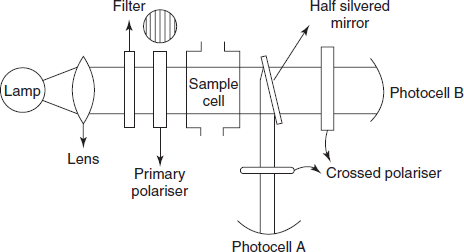 Filter
Half silvered
mirror
Lamp
Sample
cell
Photocell B
Lens
Primary
polariser
Crossed polariser
Photocell A